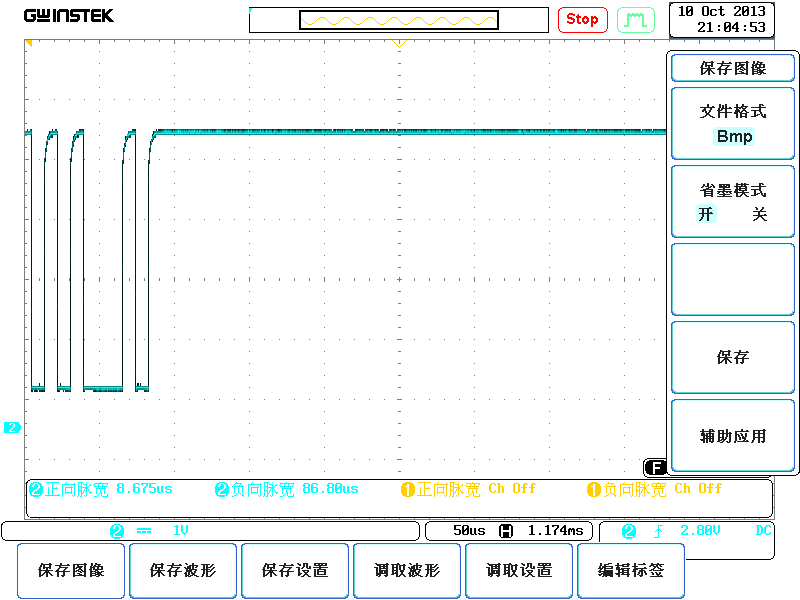 GWINSTEK
Stop
10 Oct 2013
21:04:53
保存图像
文件格式
Bmp
省墨模式
开 关
保存
辅助应用
2
F
2 正向脉宽 8.675us 2 负向脉宽 86.80us 1 正向脉宽 Ch Off 1 负向脉宽 Ch Off
2 1V 50us H 1.174ms 2 2.80V DC
保存图像 保存波形 保存设置 调取波形 调取设置 编辑标签